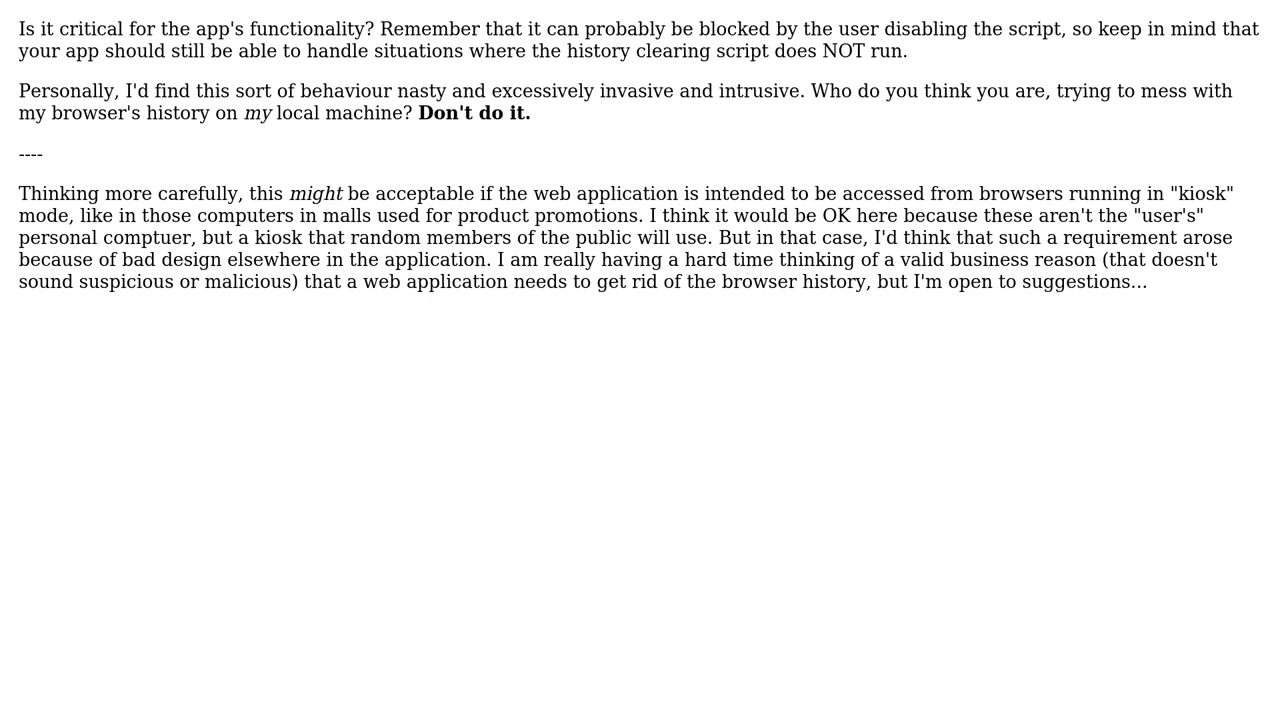 Is it critical for the app's functionality? Remember that it can probably be blocked by the user disabling the script, so keep in mind that
your app should still be able to handle situations where the history clearing script does NOT run.
Personally, I'd find this sort of behaviour nasty and excessively invasive and intrusive. Who do you think you are, trying to mess with
my browser's history on my local machine? Don't do it.
----
Thinking more carefully, this might be acceptable if the web application is intended to be accessed from browsers running in "kiosk"
mode, like in those computers in malls used for product promotions. I think it would be OK here because these aren't the "user's"
personal comptuer, but a kiosk that random members of the public will use. But in that case, I'd think that such a requirement arose
because of bad design elsewhere in the application. I am really having a hard time thinking of a valid business reason (that doesn't
sound suspicious or malicious) that a web application needs to get rid of the browser history, but I'm open to suggestions...